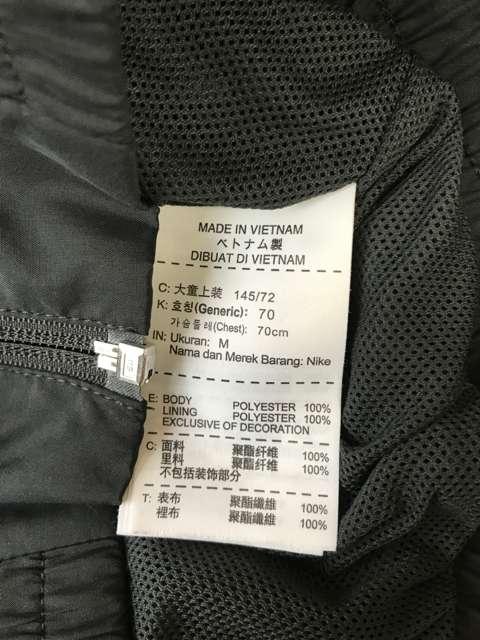 MADE IN VIETNAM
ベトナム製
DIBUAT DI VIETNAM
C: 大童上装 145/72
K: 호칭(Generic): 70
가슴둘레(Chest): 70cm
IN: Ukuran: M
Nama dan Merek Barang: Nike
E: BODY POLYESTER 100%
LINING POLYESTER 100%
EXCLUSIVE OF DECORATION
C: 面料 聚酯纤维 100%
里料 聚酯纤维 100%
不包括装饰部分
T: 表布 聚酯纖維 100%
裡布 聚酯纖維 100%